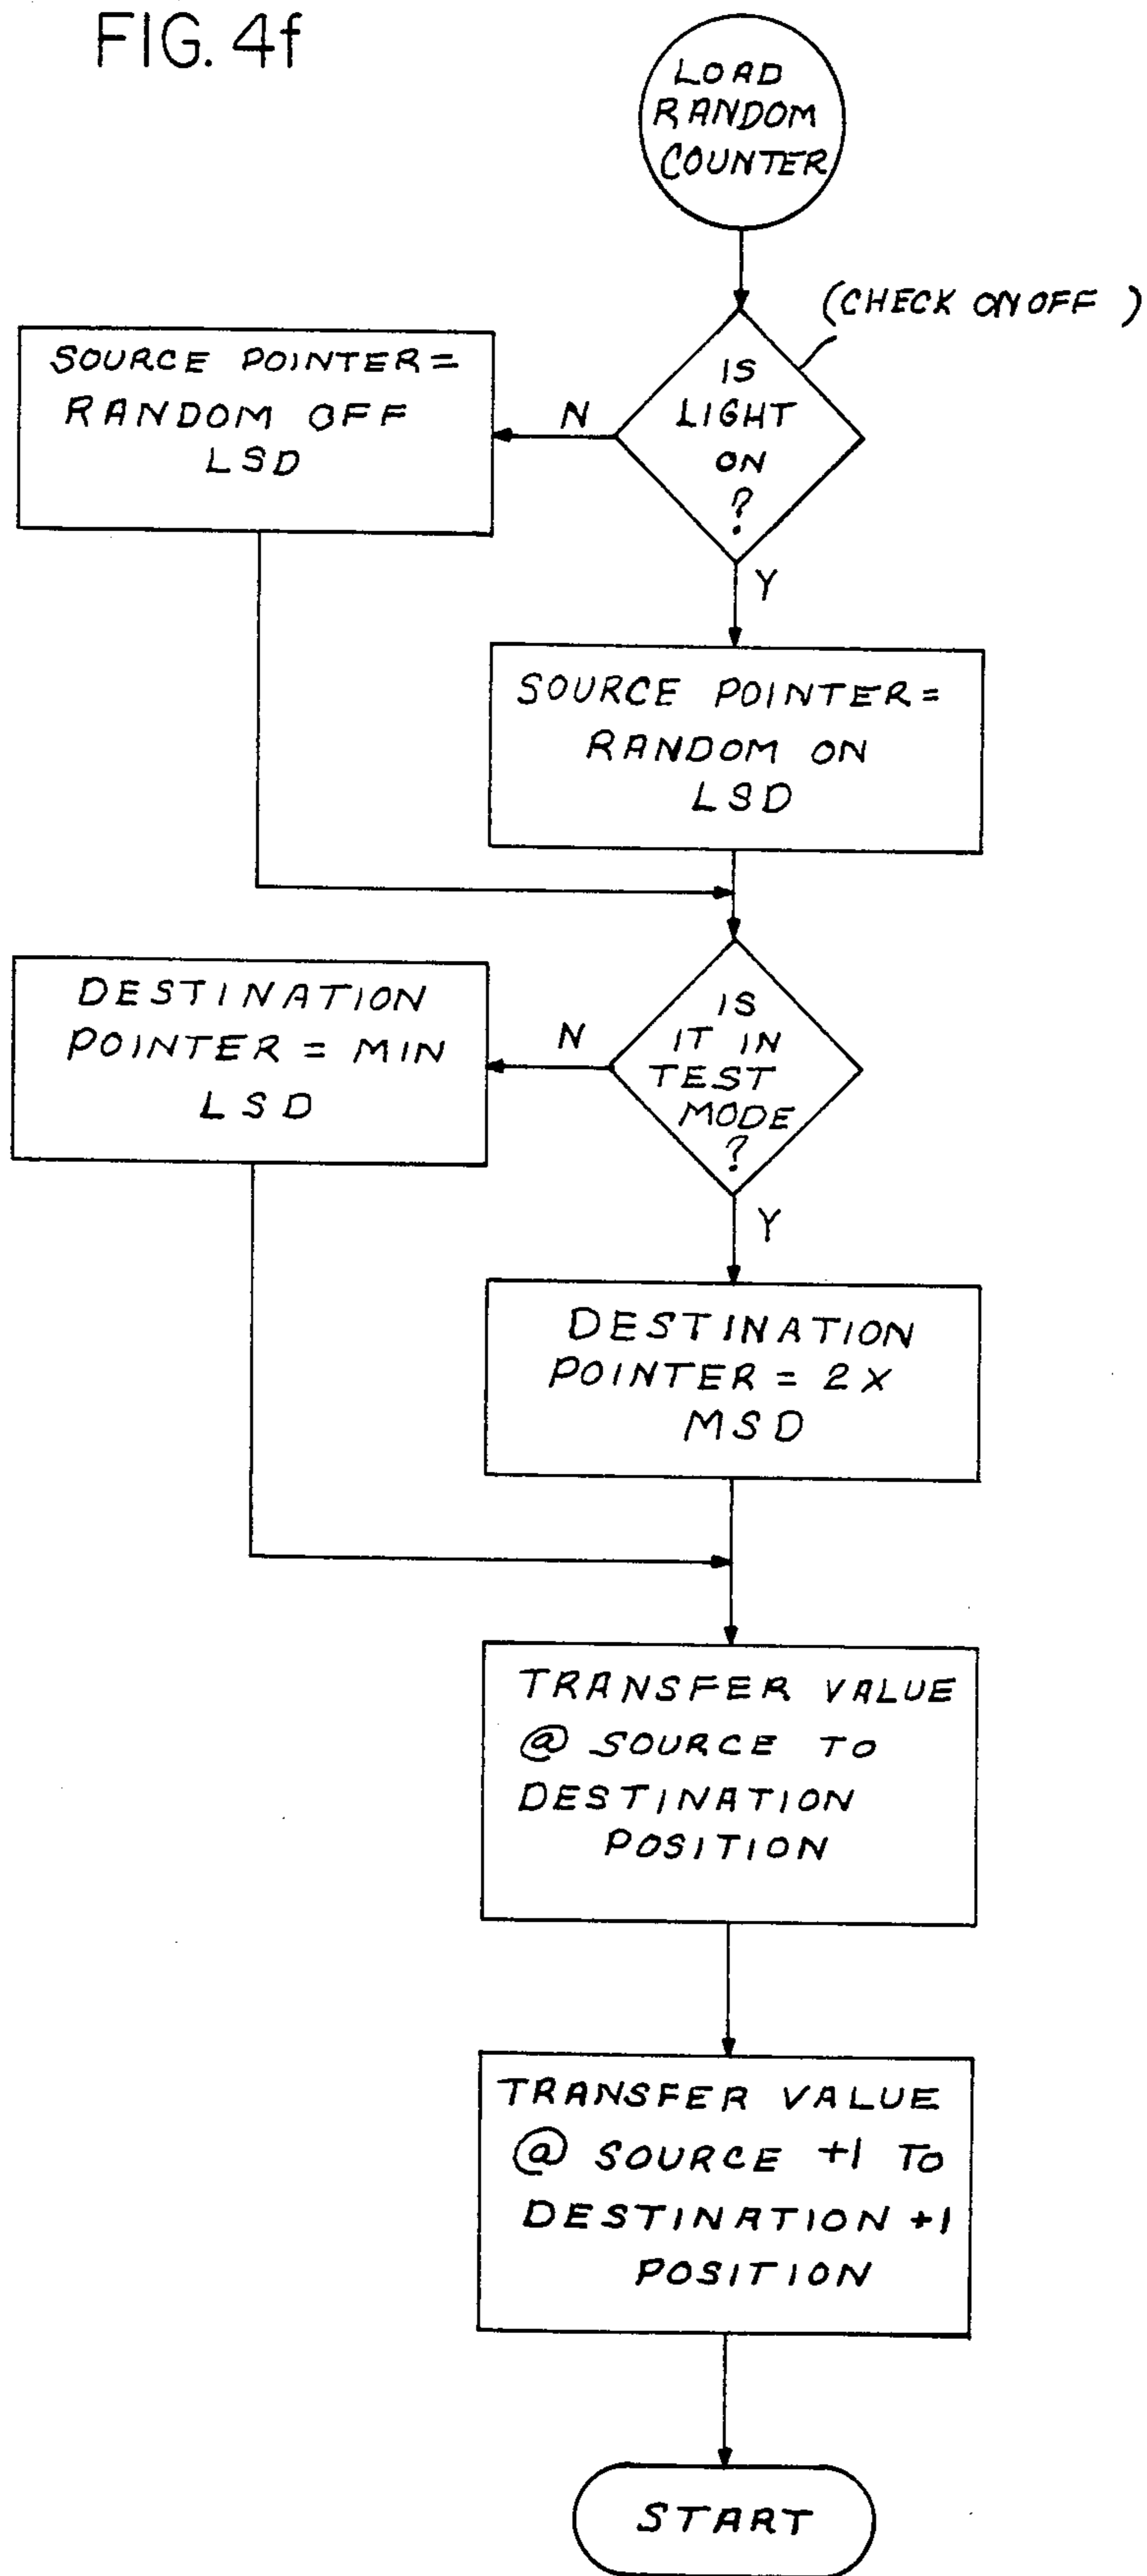 FIG. 4f
LOAD
RANDOM
COUNTER
(CHECK ON OFF )
IS
LIGHT
ON
?
N
SOURCE POINTER =
RANDOM OFF
LSD
Y
SOURCE POINTER =
RANDOM ON
LSD
IS
IT IN
TEST
MODE
?
N
DESTINATION
POINTER = MIN
LSD
Y
DESTINATION
POINTER = 2X
MSD
TRANSFER VALUE
@ SOURCE TO
DESTINATION
POSITION
TRANSFER VALUE
@ SOURCE +1 TO
DESTINATION +1
POSITION
START